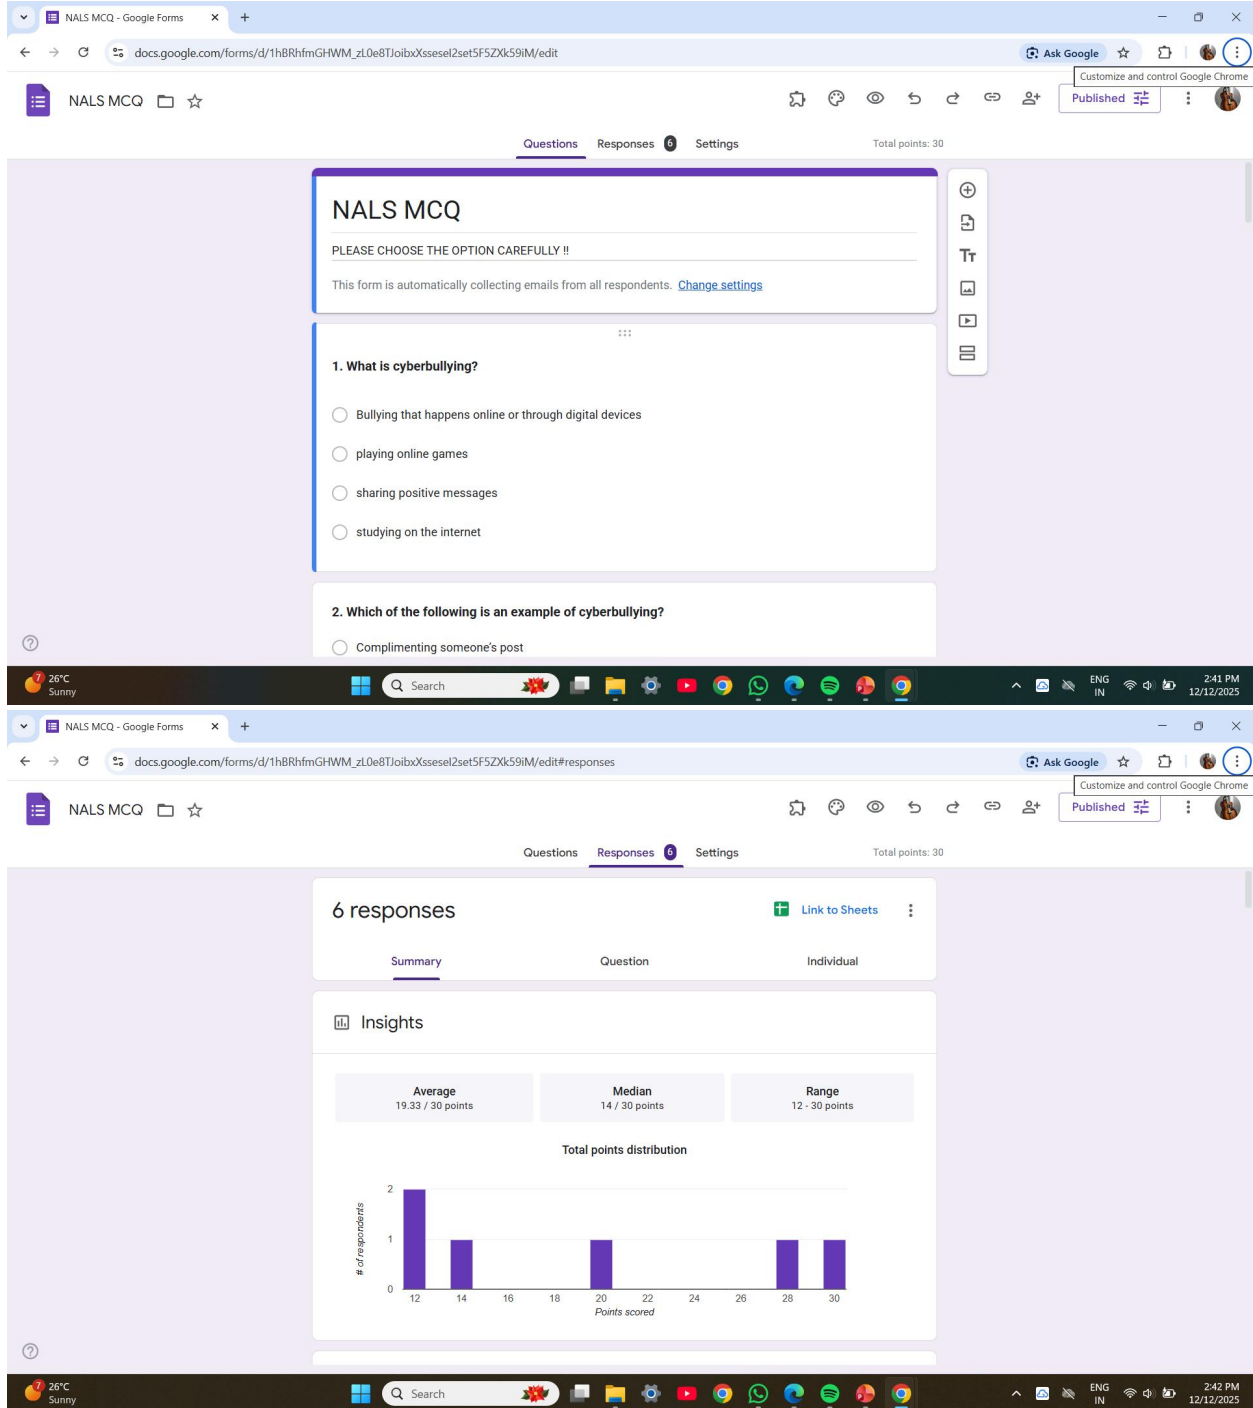 NALS MCQ - Google Forms
docs.google.com/forms/d/1hBRhfmGHWM_zL0e8TJoibxXssesel2set5F5ZXk59iM/edit
Ask Google
Customize and control Google Chrome
NALS MCQ
Published
Questions Responses 6 Settings Total points: 30
NALS MCQ
PLEASE CHOOSE THE OPTION CAREFULLY !!
This form is automatically collecting emails from all respondents. Change settings
1. What is cyberbullying?
Bullying that happens online or through digital devices
playing online games
sharing positive messages
studying on the internet
2. Which of the following is an example of cyberbullying?
Complimenting someone's post
7
26°C
Sunny
Search
ENG
IN
2:41 PM
12/12/2025
NALS MCQ - Google Forms
docs.google.com/forms/d/1hBRhfmGHWM_zL0e8TJoibxXssesel2set5F5ZXk59iM/edit#responses
Ask Google
Customize and control Google Chrome
NALS MCQ
Published
Questions Responses 6 Settings Total points: 30
6 responses
Link to Sheets
Summary Question Individual
Insights
Average Median Range
19.33 / 30 points 14 / 30 points 12 - 30 points
Total points distribution
# of respondents
2
1
0
12 14 16 18 20 22 24 26 28 30
Points scored
7
26°C
Sunny
Search
ENG
IN
2:42 PM
12/12/2025